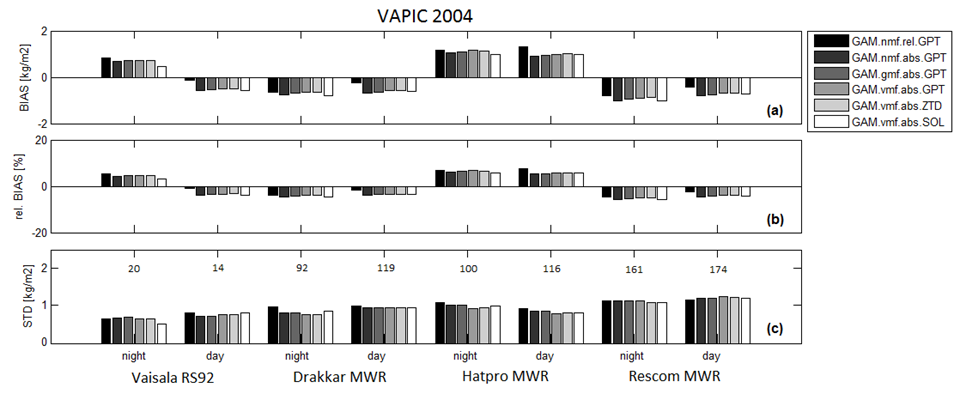 VAPIC 2004
2
0
-2
BIAS [kg/m2]
(a)
GAM.nmf.rel.GPT
GAM.nmf.abs.GPT
GAM.gmf.abs.GPT
GAM.vmf.abs.GPT
GAM.vmf.abs.ZTD
GAM.vmf.abs.SOL
20
0
-20
rel. BIAS [%]
(b)
2
1
0
STD [kg/m2]
20 14 92 119 100 116 161 174
(c)
night day night day night day night day
Vaisala RS92 Drakkar MWR Hatpro MWR Rescom MWR